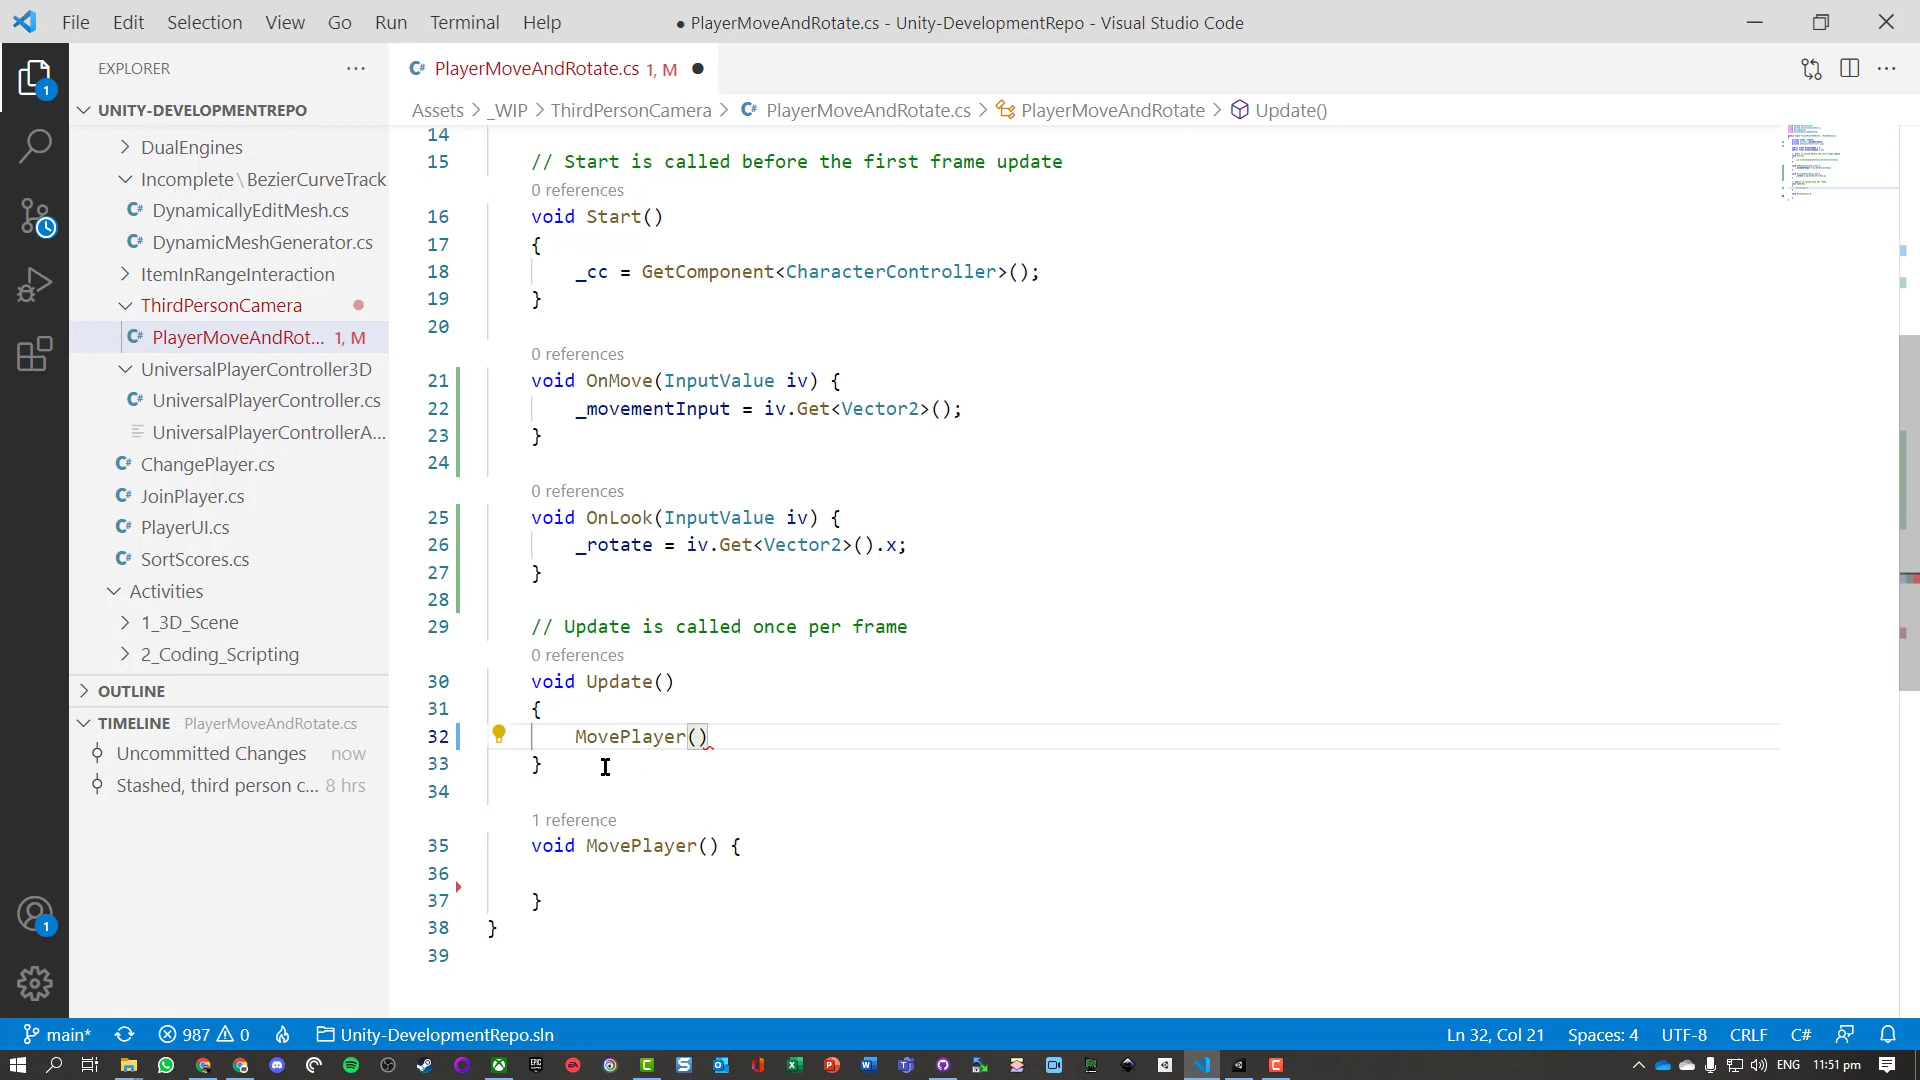 File Edit Selection View Go Run Terminal Help
● PlayerMoveAndRotate.cs - Unity-DevelopmentRepo - Visual Studio Code
EXPLORER
PlayerMoveAndRotate.cs 1, M
UNITY-DEVELOPMENTREPO
Assets > _WIP > ThirdPersonCamera > PlayerMoveAndRotate.cs > PlayerMoveAndRotate > Update()
DualEngines
Incomplete\BezierCurveTrack
DynamicallyEditMesh.cs
DynamicMeshGenerator.cs
ItemInRangeInteraction
ThirdPersonCamera
PlayerMoveAndRot... 1, M
UniversalPlayerController3D
UniversalPlayerController.cs
UniversalPlayerControllerA...
ChangePlayer.cs
JoinPlayer.cs
PlayerUI.cs
SortScores.cs
Activities
1_3D_Scene
2_Coding_Scripting
OUTLINE
TIMELINE PlayerMoveAndRotate.cs
Uncommitted Changes now
Stashed, third person c... 8 hrs
1
1
14
15 // Start is called before the first frame update
0 references
16 void Start()
17 {
18 _cc = GetComponent<CharacterController>();
19 }
20
0 references
21 void OnMove(InputValue iv) {
22 _movementInput = iv.Get<Vector2>();
23 }
24
0 references
25 void OnLook(InputValue iv) {
26 _rotate = iv.Get<Vector2>().x;
27 }
28
29 // Update is called once per frame
0 references
30 void Update()
31 {
32 MovePlayer()
33 }
34
1 reference
35 void MovePlayer() {
36
37 }
38 }
39
main* 987 0 Unity-DevelopmentRepo.sln
Ln 32, Col 21 Spaces: 4 UTF-8 CRLF C#
ENG 11:51 pm